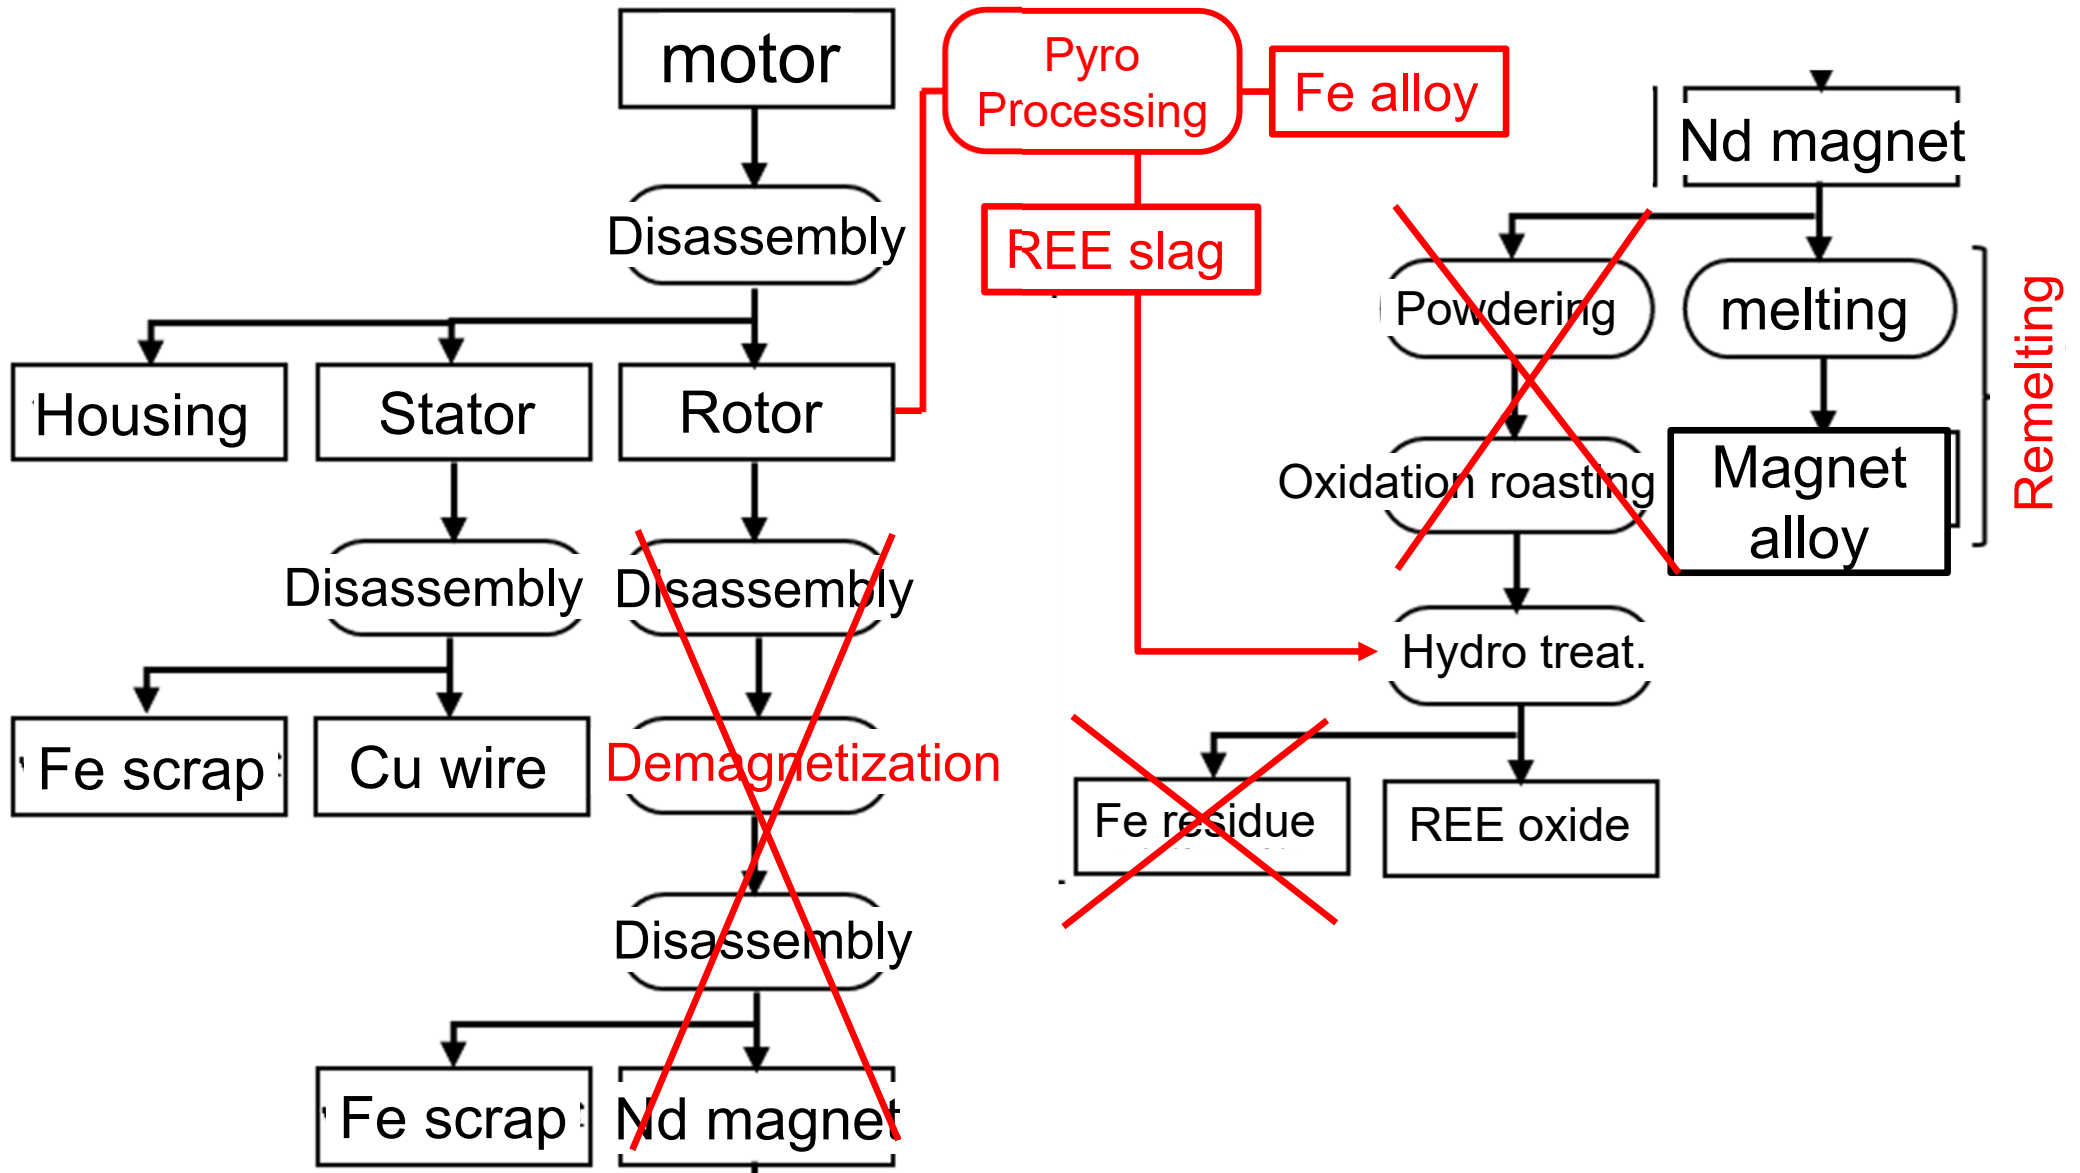 motor
Pyro
Processing
Fe alloy
Nd magnet
Disassembly
REE slag
Powdering
melting
Remelting
Housing
Stator
Rotor
Oxidation roasting
Magnet
alloy
Disassembly
Disassembly
Hydro treat.
Fe scrap
Cu wire
Demagnetization
Fe residue
REE oxide
Disassembly
Fe scrap
Nd magnet